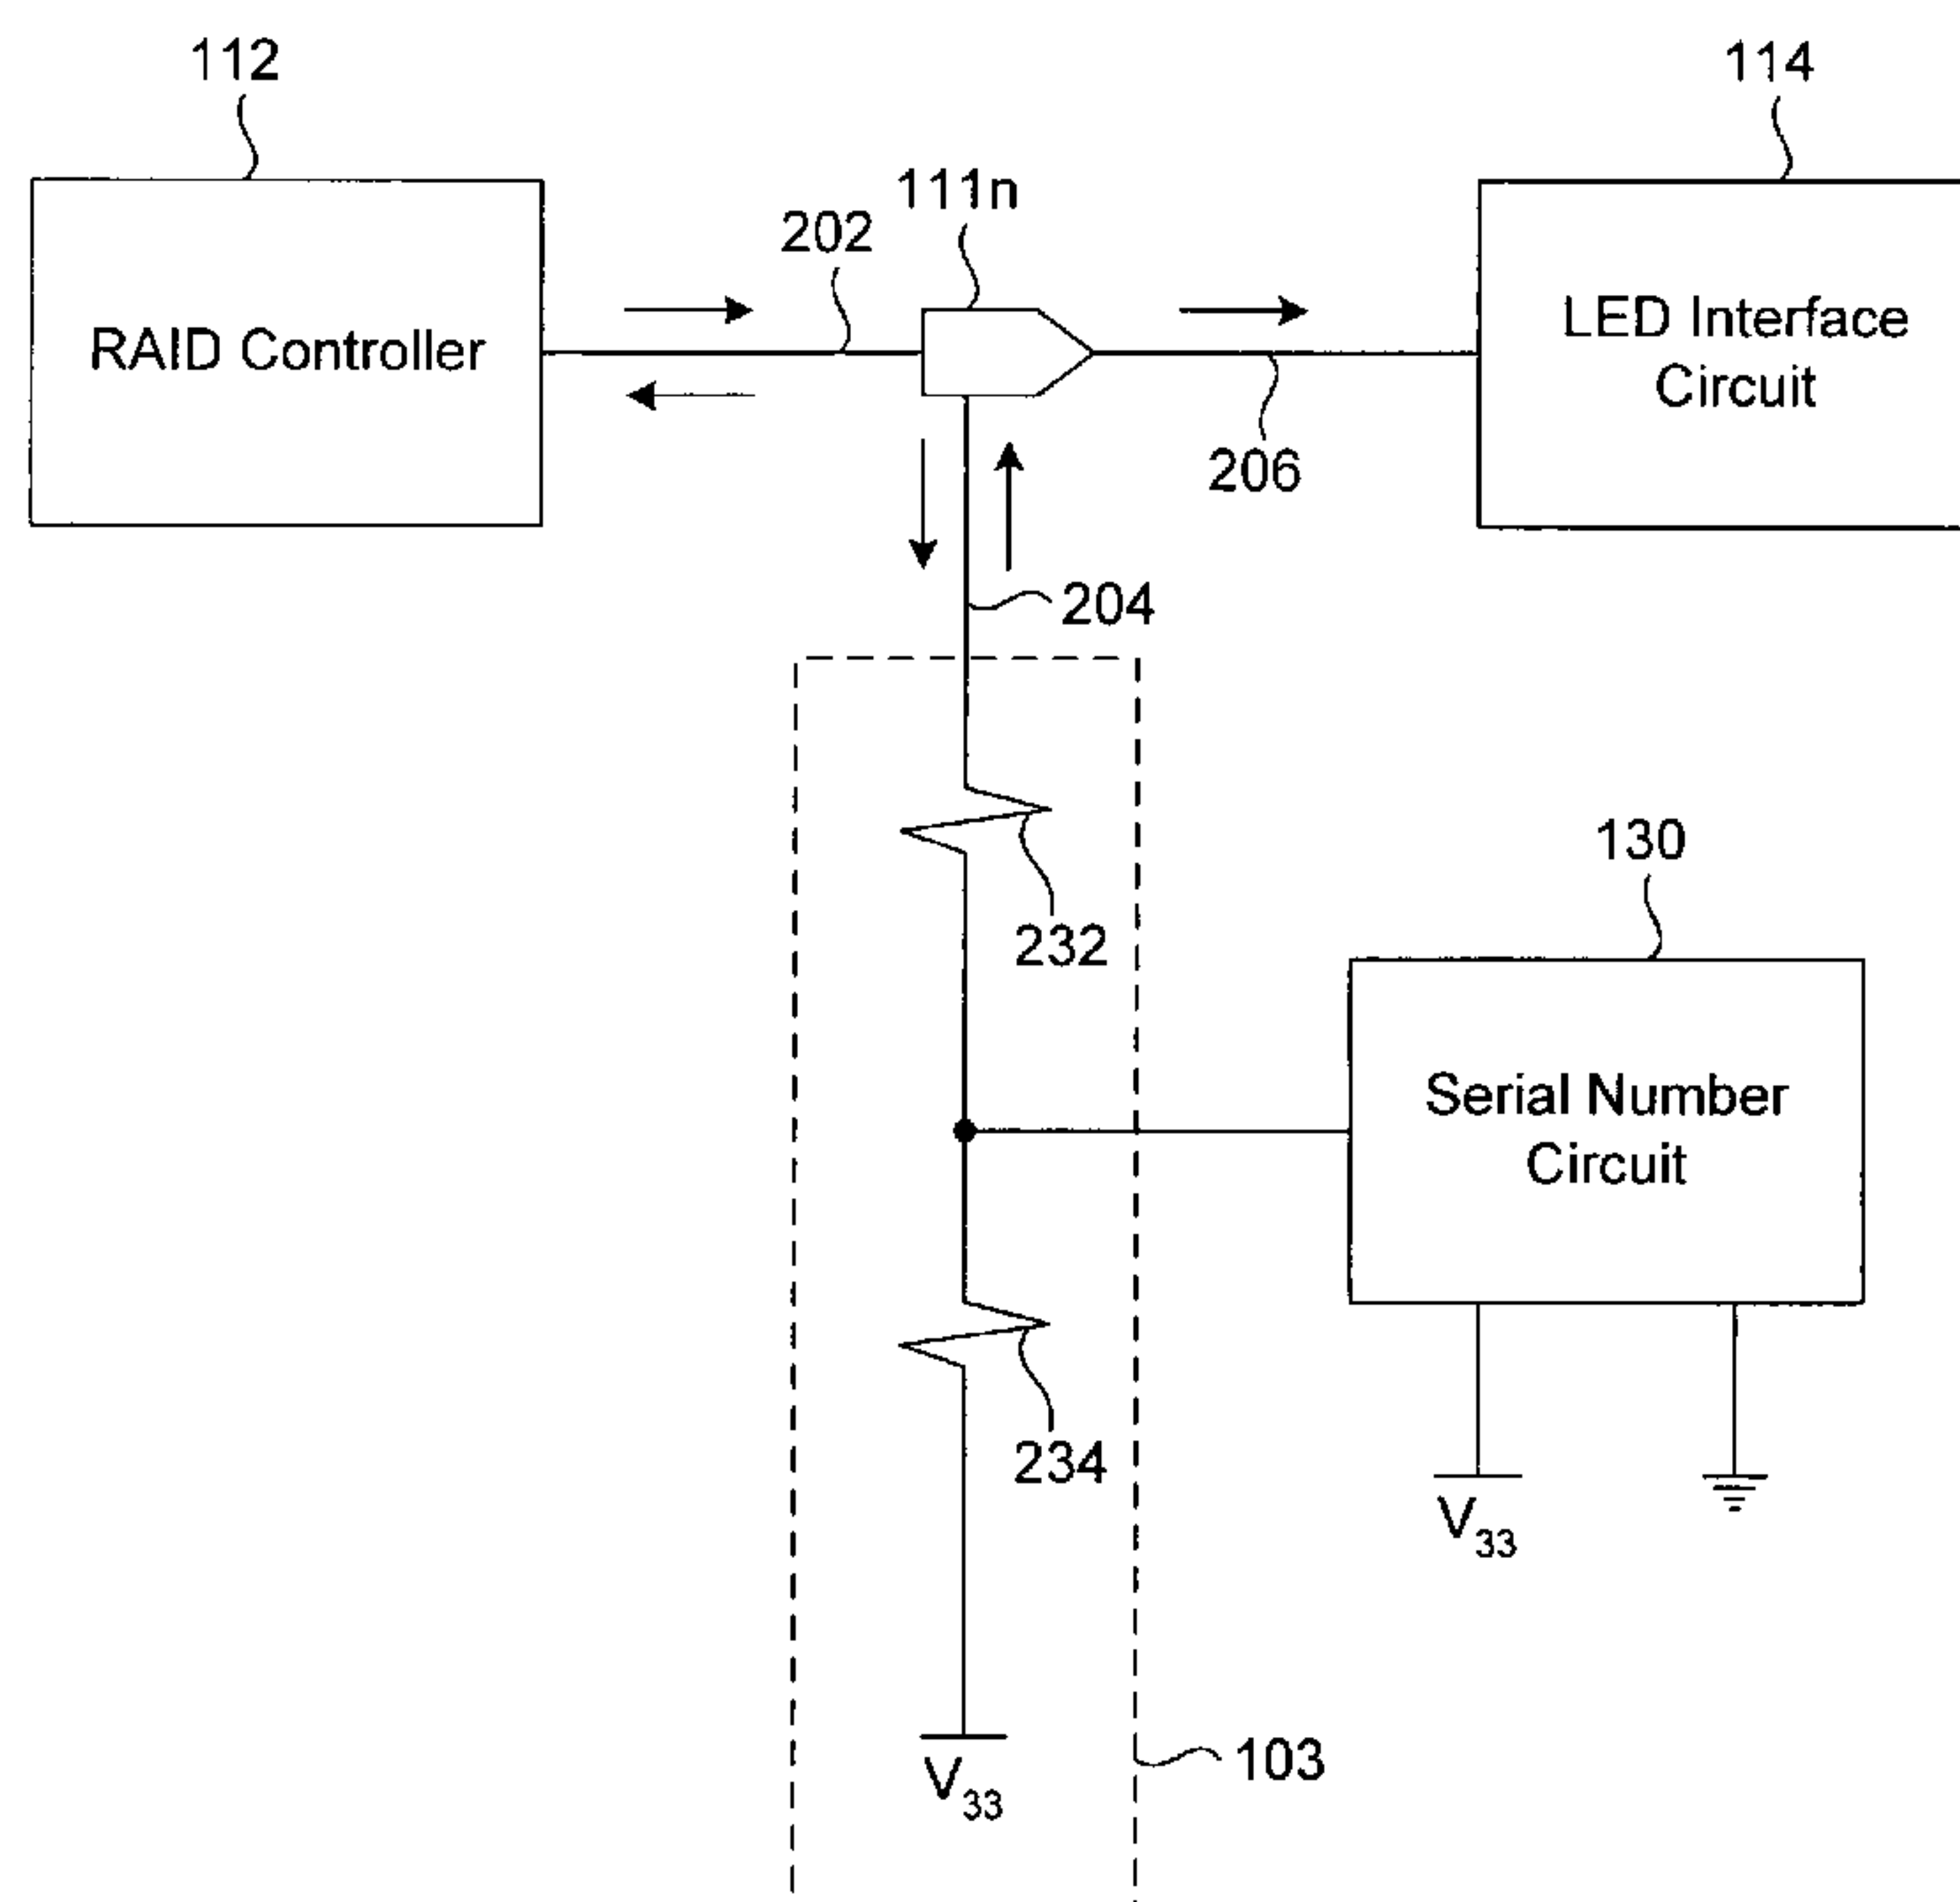 112
114
111n
202
RAID Controller
LED Interface
Circuit
206
204
130
232
Serial Number
Circuit
234
V33
103
V33